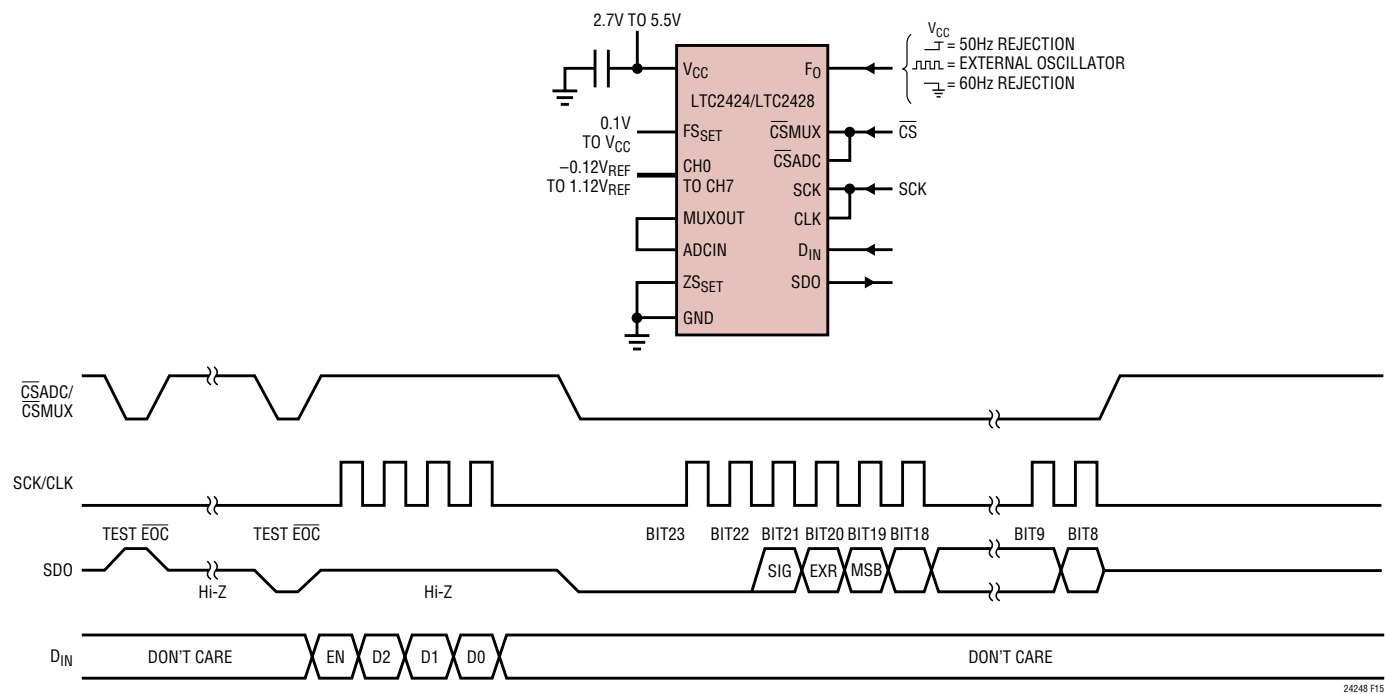 2.7V TO 5.5V
VCC
= 50Hz REJECTION
= EXTERNAL OSCILLATOR
= 60Hz REJECTION
VCC
FO
LTC2424/LTC2428
0.1V
TO VCC
FSSET
CSMUX
CS
CSADC
–0.12VREF
TO 1.12VREF
CH0
TO CH7
SCK
SCK
MUXOUT
CLK
ADCIN
DIN
ZSSET
SDO
GND
CSADC/
CSMUX
SCK/CLK
TEST EOC
TEST EOC
BIT23
BIT22
BIT21
BIT20
BIT19
BIT18
BIT9
BIT8
SDO
SIG
EXR
MSB
Hi-Z
Hi-Z
DIN
DON'T CARE
EN
D2
D1
D0
DON'T CARE
24248 F15